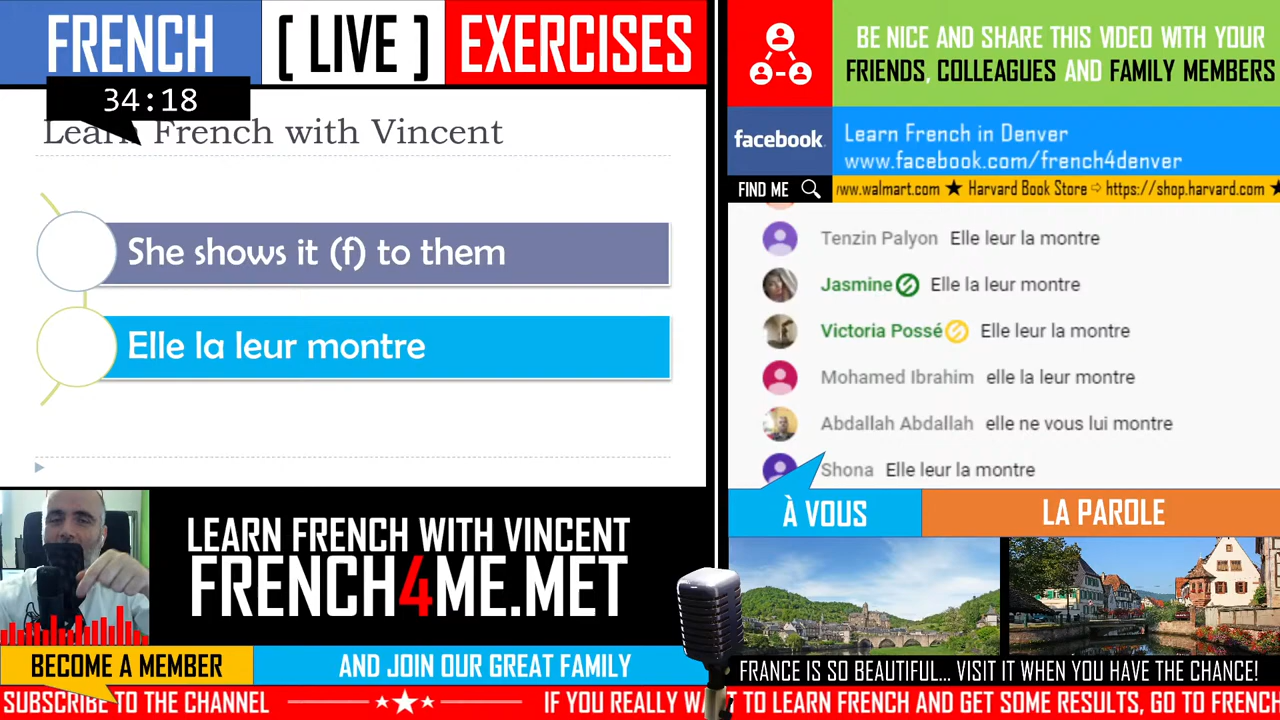 FRENCH [ LIVE ] EXERCISES
34:18
Learn French with Vincent
She shows it (f) to them
Elle la leur montre
LEARN FRENCH WITH VINCENT
FRENCH4ME.MET
BECOME A MEMBER
AND JOIN OUR GREAT FAMILY
BE NICE AND SHARE THIS VIDEO WITH YOUR
FRIENDS, COLLEAGUES AND FAMILY MEMBERS
facebook
Learn French in Denver
www.facebook.com/french4denver
FIND ME
www.walmart.com ★ Harvard Book Store ⇨ https://shop.harvard.com ★
Tenzin Palyon Elle leur la montre
Jasmine Elle la leur montre
Victoria Possé Elle leur la montre
Mohamed Ibrahim elle la leur montre
Abdallah Abdallah elle ne vous lui montre
Shona Elle leur la montre
À VOUS LA PAROLE
FRANCE IS SO BEAUTIFUL... VISIT IT WHEN YOU HAVE THE CHANCE!
SUBSCRIBE TO THE CHANNEL ★ ★ ★ IF YOU REALLY WANT TO LEARN FRENCH AND GET SOME RESULTS, GO TO FRENCH